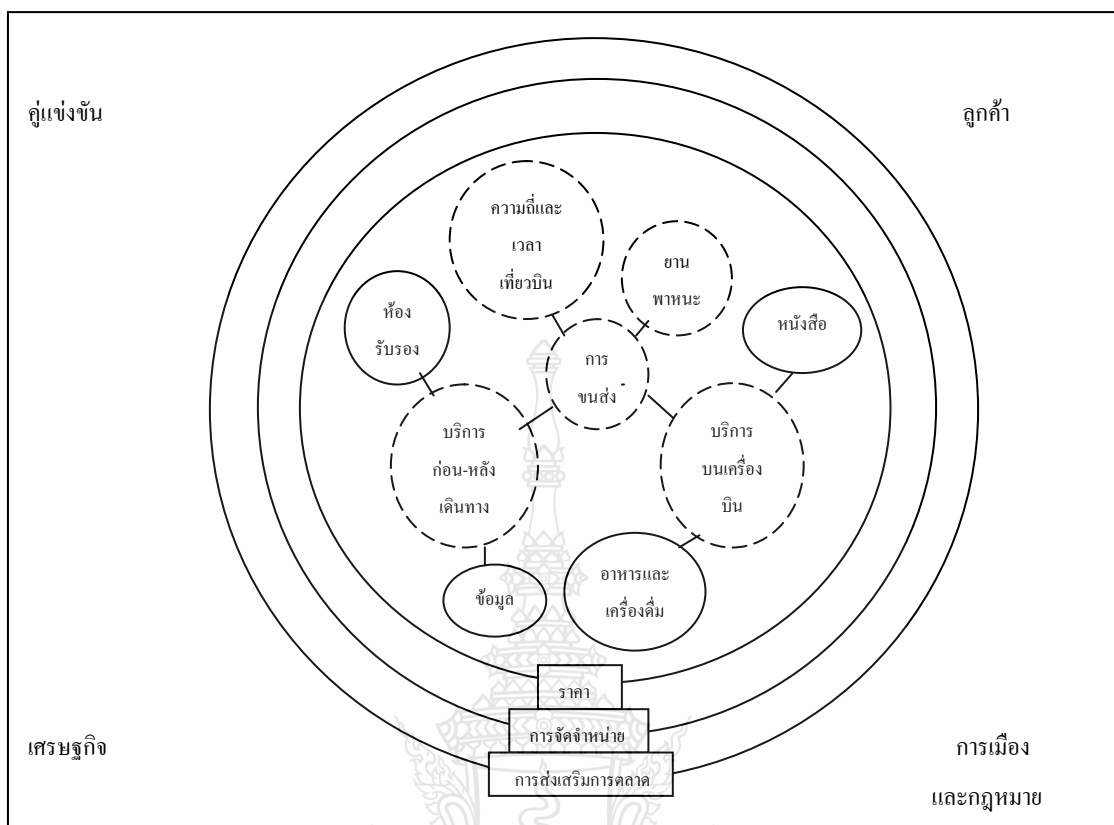 คู่แข่งขัน
ลูกค้า
ความถี่และ
เวลา
เที่ยวบิน
ยาน
พาหนะ
ห้อง
รับรอง
หนังสือ
การ
ขนส่ง
บริการ
ก่อน-หลัง
เดินทาง
บริการ
บนเครื่อง
บิน
ข้อมูล
อาหารและ
เครื่องดื่ม
ราคา
การจัดจำหน่าย
การส่งเสริมการตลาด
เศรษฐกิจ
การเมือง
และกฎหมาย